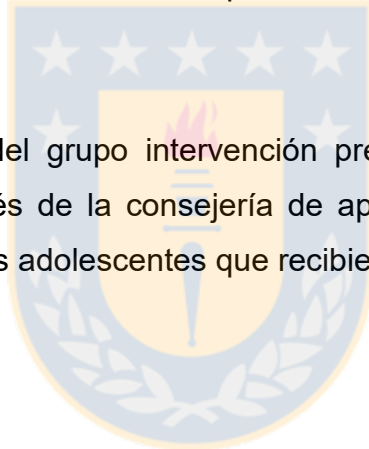 del grupo intervención pre
és de la consejería de ap
s adolescentes que recibie